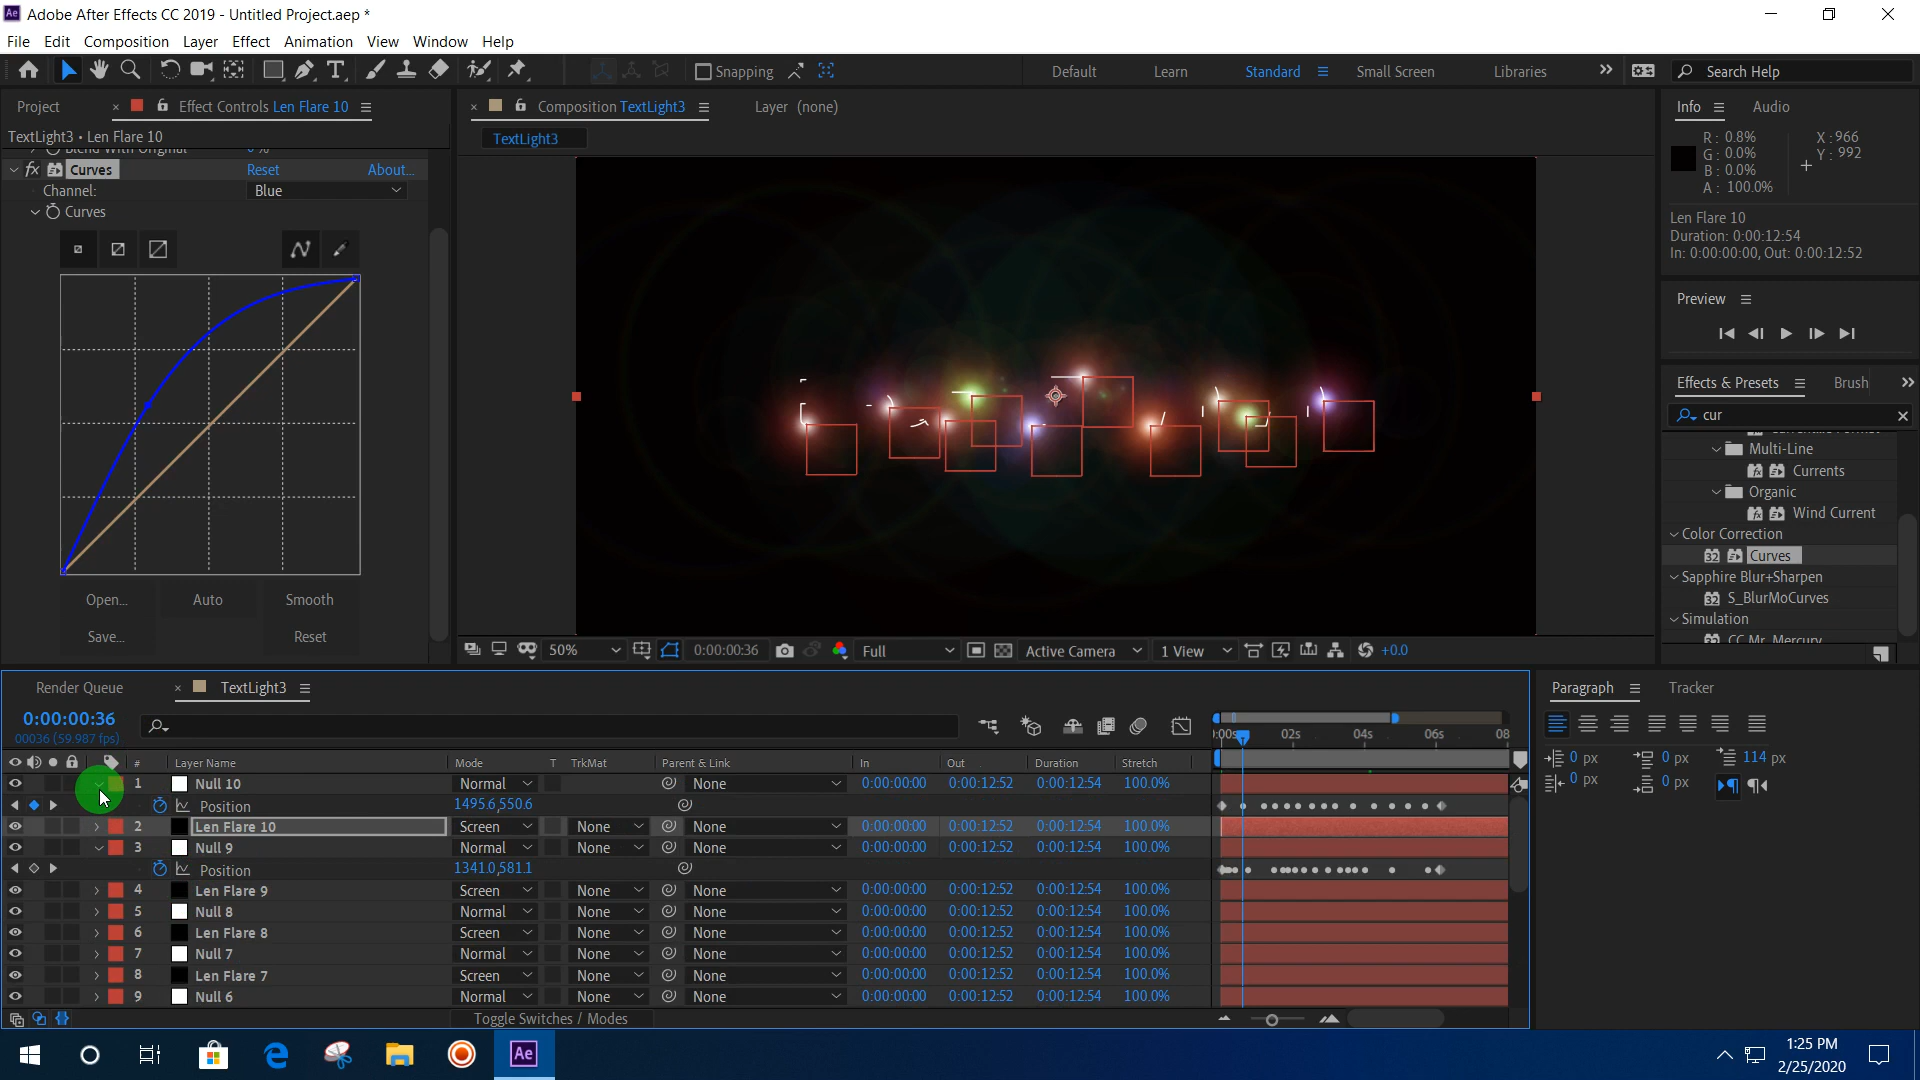 Adobe After Effects CC 2019 - Untitled Project.aep *
File Edit Composition Layer Effect Animation View Window Help
Snapping Default Learn Standard Small Screen Libraries Search Help
Project Effect Controls Len Flare 10
Composition TextLight3 Layer (none)
Info Audio
TextLight3 • Len Flare 10
TextLight3
R: 0.8% X: 966
G: 0.0% Y: 992
B: 0.0%
A: 100.0%
Blend With Original 0 %
fx Curves Reset About...
Channel: Blue
Curves
Len Flare 10
Duration: 0:00:12:54
In: 0:00:00:00, Out: 0:00:12:52
Preview
Effects & Presets Brush
cur
Multi-Line
Currents
Organic
Wind Current
Color Correction
32 Curves
Sapphire Blur+Sharpen
32 S_BlurMoCurves
Simulation
32 CC Mr. Mercury
Open... Auto Smooth
Save... Reset
50% 0:00:00:36 Full Active Camera 1 View +0.0
Render Queue TextLight3
Paragraph Tracker
0:00:00:36
00036 (59.987 fps)
02s 04s 06s 08
0 px 0 px 114 px
0 px 0 px
# Layer Name Mode T TrkMat Parent & Link In Out Duration Stretch
1 Null 10 Normal None 0:00:00:00 0:00:12:52 0:00:12:54 100.0%
Position 1495.6,550.6
2 Len Flare 10 Screen None None 0:00:00:00 0:00:12:52 0:00:12:54 100.0%
3 Null 9 Normal None None 0:00:00:00 0:00:12:52 0:00:12:54 100.0%
Position 1341.0,581.1
4 Len Flare 9 Screen None None 0:00:00:00 0:00:12:52 0:00:12:54 100.0%
5 Null 8 Normal None None 0:00:00:00 0:00:12:52 0:00:12:54 100.0%
6 Len Flare 8 Screen None None 0:00:00:00 0:00:12:52 0:00:12:54 100.0%
7 Null 7 Normal None None 0:00:00:00 0:00:12:52 0:00:12:54 100.0%
8 Len Flare 7 Screen None None 0:00:00:00 0:00:12:52 0:00:12:54 100.0%
9 Null 6 Normal None None 0:00:00:00 0:00:12:52 0:00:12:54 100.0%
Toggle Switches / Modes
Ae
1:25 PM
2/25/2020